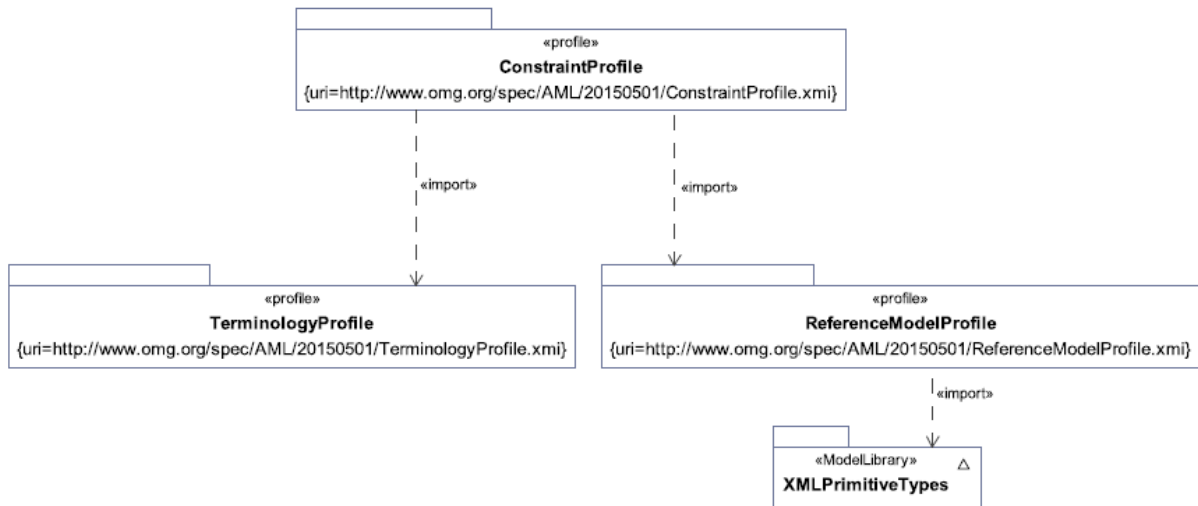 «profile»
ConstraintProfile
{uri=http://www.omg.org/spec/AML/20150501/ConstraintProfile.xmi}
«import»
«import»
«profile»
TerminologyProfile
{uri=http://www.omg.org/spec/AML/20150501/TerminologyProfile.xmi}
«profile»
ReferenceModelProfile
{uri=http://www.omg.org/spec/AML/20150501/ReferenceModelProfile.xmi}
«import»
«ModelLibrary»
XMLPrimitiveTypes